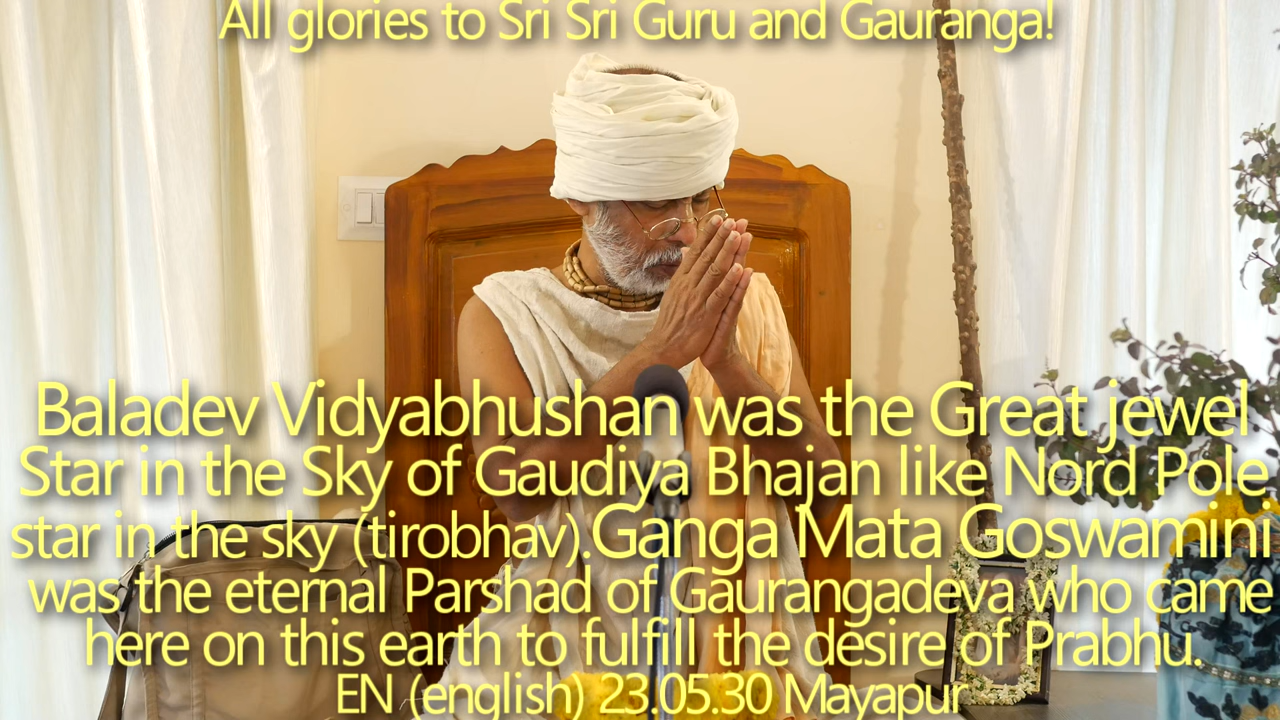 All glories to Sri Sri Guru and Gauranga!
Baladev Vidyabhushan was the Great jewel
Star in the Sky of Gaudiya Bhajan like Nord Pole
star in the sky (tirobhav).Ganga Mata Goswamini
was the eternal Parshad of Gaurangadeva who came
here on this earth to fulfill the desire of Prabhu.
EN (english) 23.05.30 Mayapur